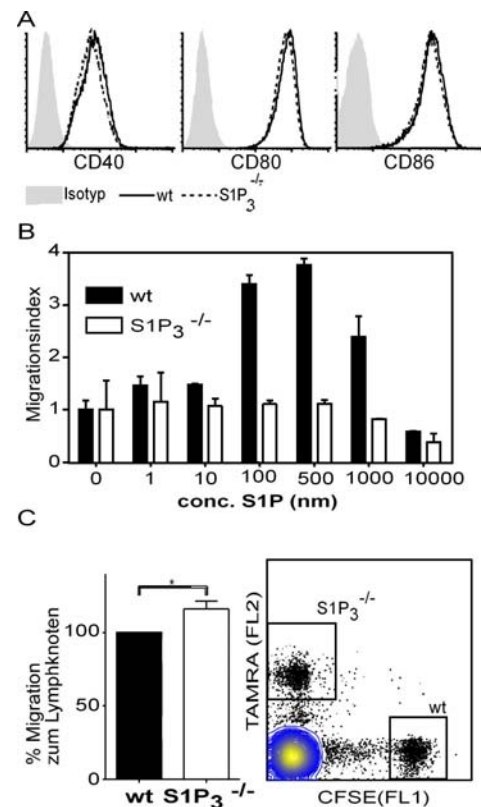 A
CD40 CD80 CD86
Isotyp wt S1P3-/-
B
4
3
2
1
0
Migrationsindex
wt
S1P3 -/-
0 1 10 100 500 1000 10000
conc. S1P (nm)
C
100
50
0
% Migration
zum Lymphknoten
*
wt S1P3 -/-
TAMRA (FL2)
S1P3-/-
wt
CFSE(FL1)